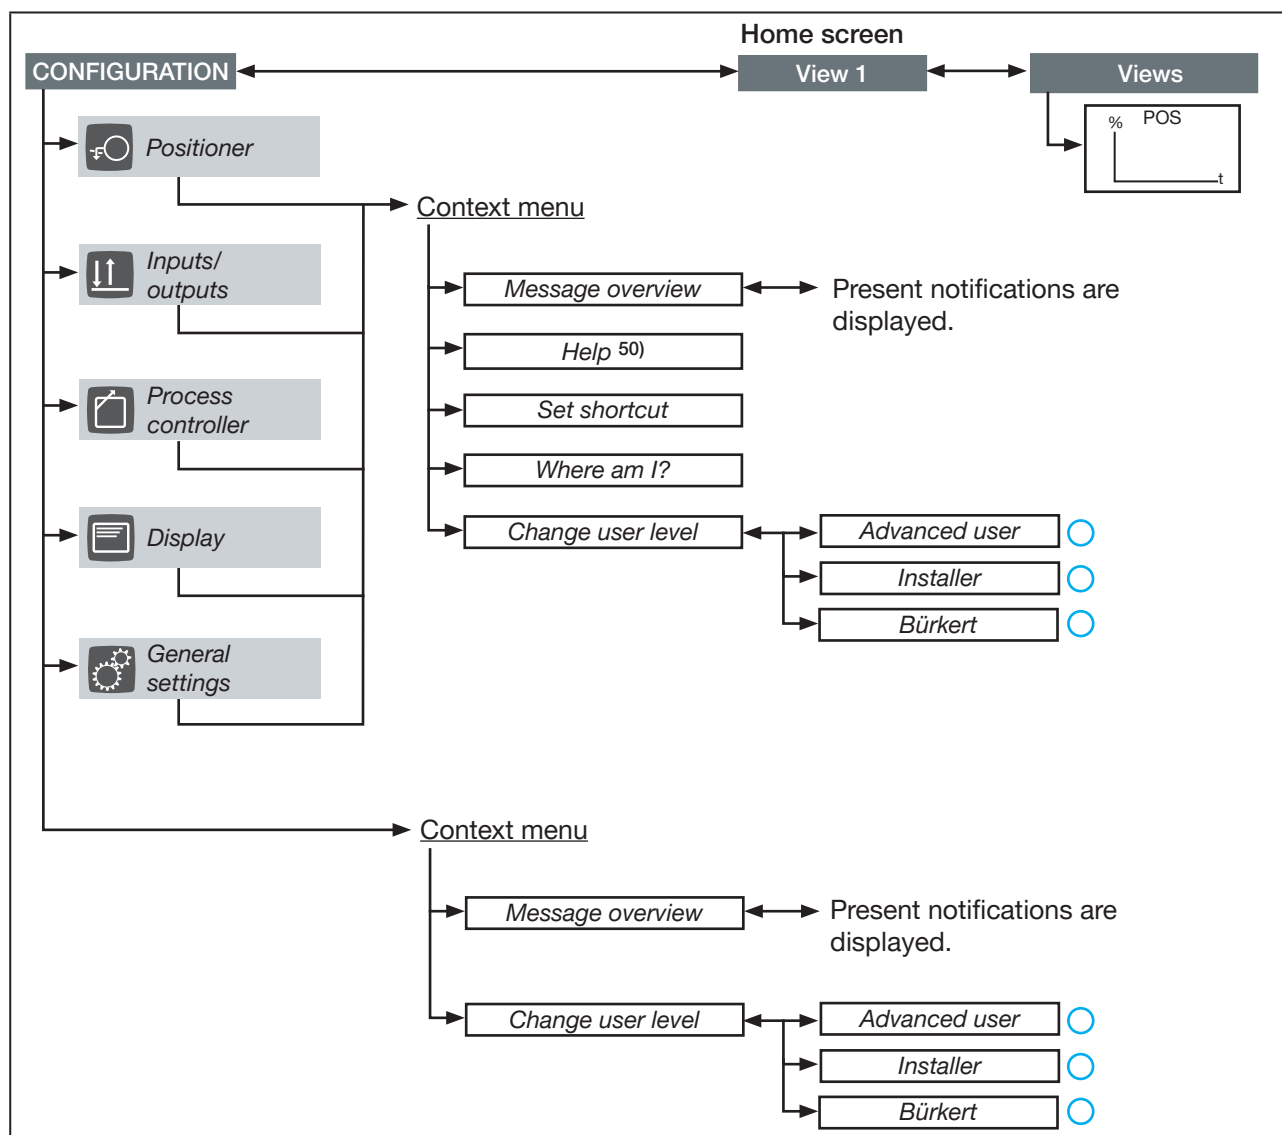 Home screen
CONFIGURATION
View 1
Views
% POS
t
Positioner
Context menu
Inputs/
outputs
Message overview
Present notifications are
displayed.
Help 50)
Process
controller
Set shortcut
Where am I?
Display
Change user level
Advanced user
Installer
Bürkert
General
settings
Context menu
Message overview
Present notifications are
displayed.
Change user level
Advanced user
Installer
Bürkert